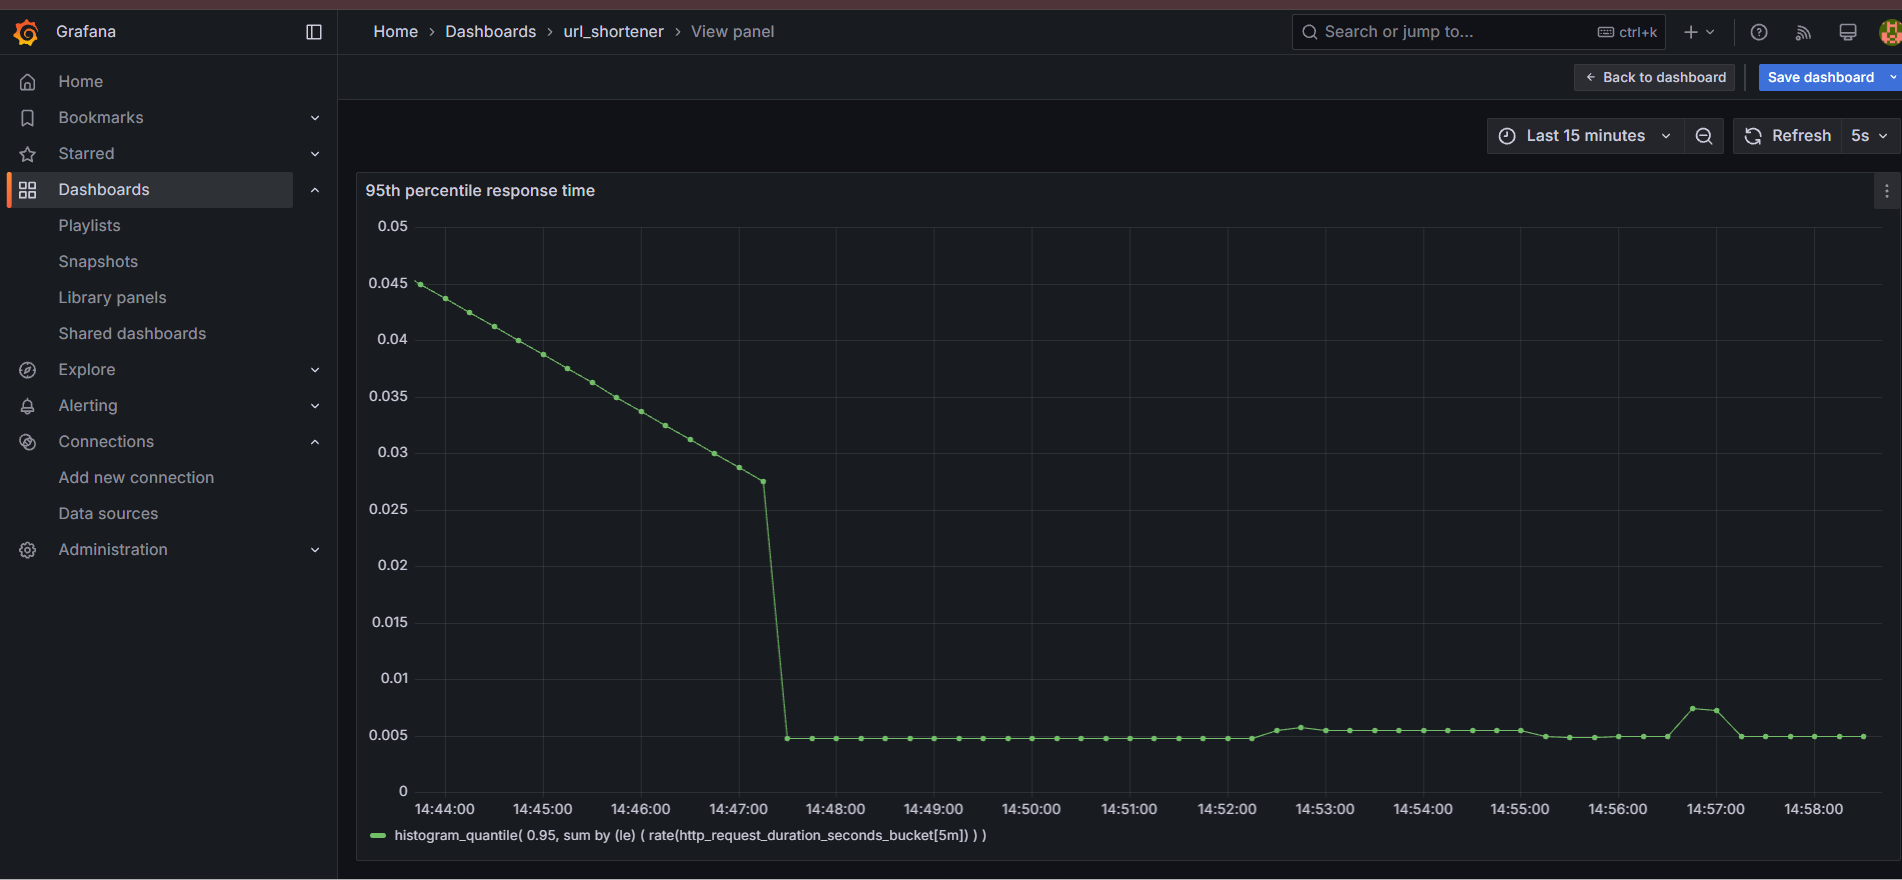 Grafana
Home › Dashboards › url_shortener › View panel
Search or jump to... ctrl+k
Back to dashboard
Save dashboard
Last 15 minutes
Refresh 5s
Home
Bookmarks
Starred
Dashboards
Playlists
Snapshots
Library panels
Shared dashboards
Explore
Alerting
Connections
Add new connection
Data sources
Administration
95th percentile response time
0.05
0.045
0.04
0.035
0.03
0.025
0.02
0.015
0.01
0.005
0
14:44:00 14:45:00 14:46:00 14:47:00 14:48:00 14:49:00 14:50:00 14:51:00 14:52:00 14:53:00 14:54:00 14:55:00 14:56:00 14:57:00 14:58:00
histogram_quantile( 0.95, sum by (le) ( rate(http_request_duration_seconds_bucket[5m]) ) )